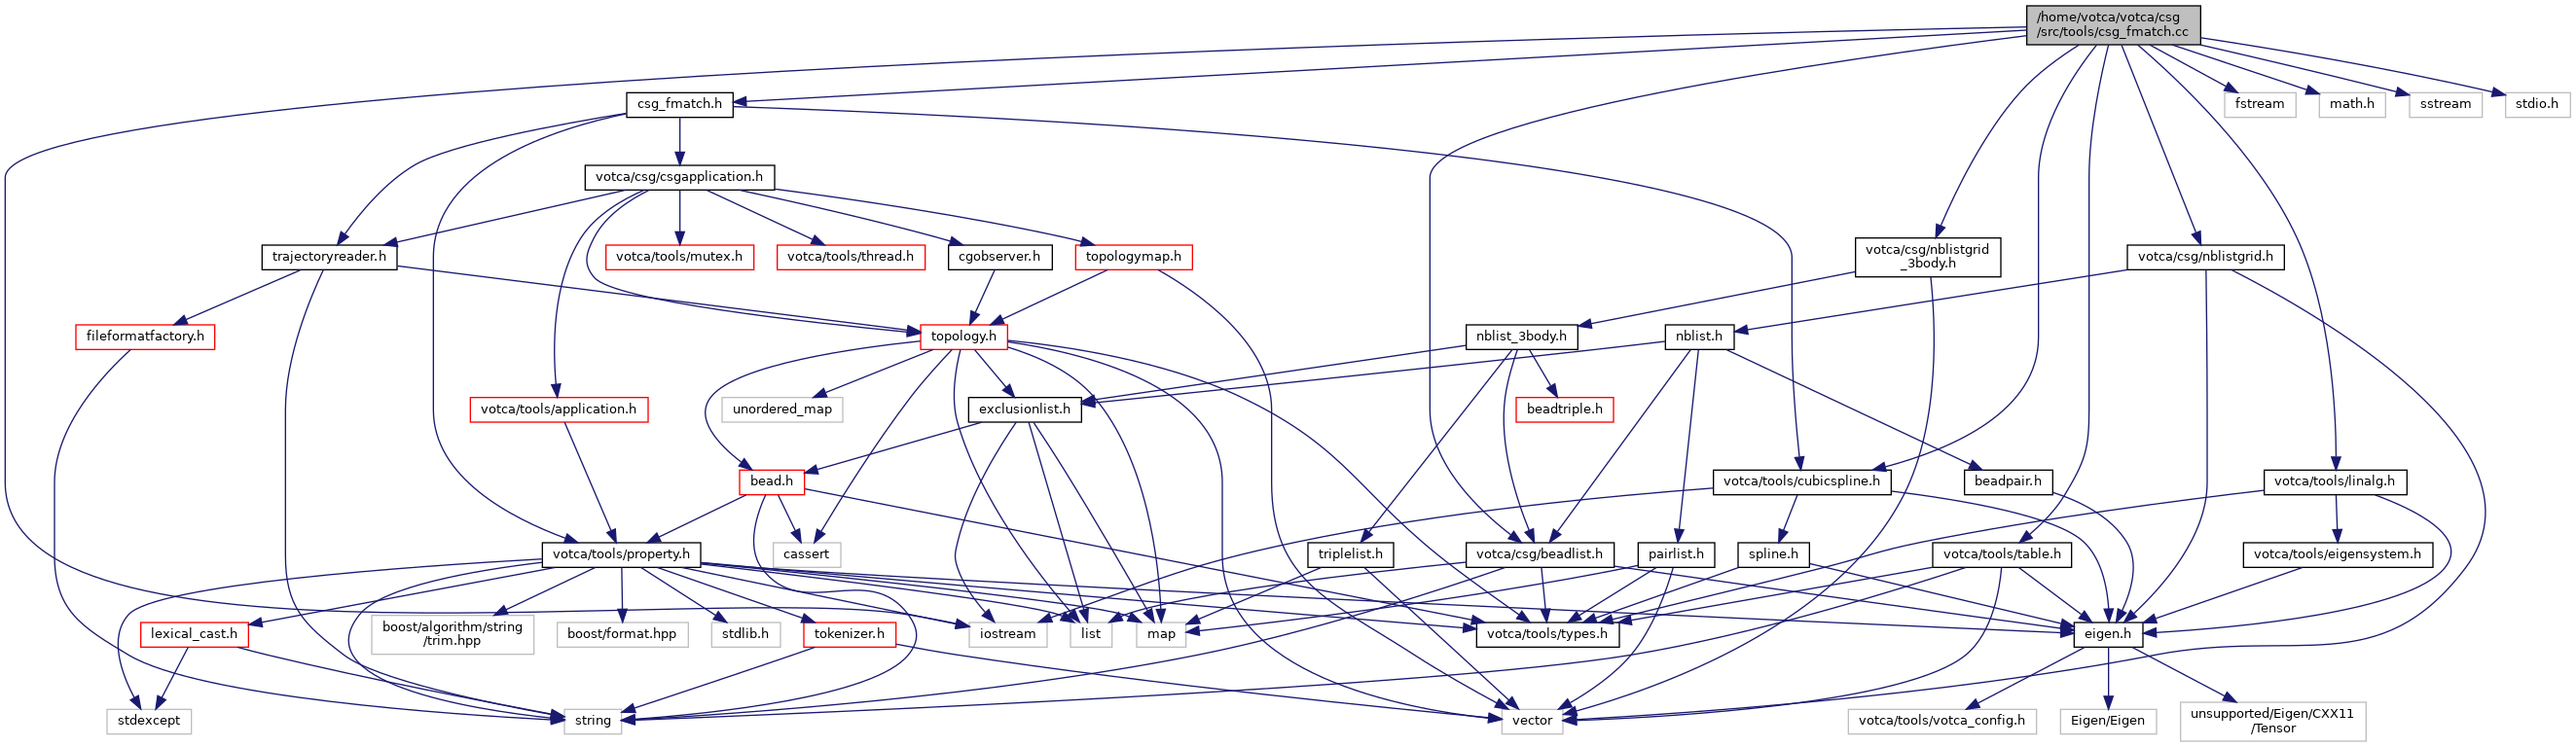 /home/votca/votca/csg
/src/tools/csg_fmatch.cc
csg_fmatch.h
fstream
math.h
sstream
stdio.h
votca/csg/csgapplication.h
trajectoryreader.h
votca/tools/mutex.h
votca/tools/thread.h
cgobserver.h
topologymap.h
votca/csg/nblistgrid
_3body.h
votca/csg/nblistgrid.h
fileformatfactory.h
topology.h
nblist_3body.h
nblist.h
votca/tools/application.h
unordered_map
exclusionlist.h
beadtriple.h
bead.h
votca/tools/cubicspline.h
beadpair.h
votca/tools/linalg.h
votca/tools/property.h
cassert
triplelist.h
votca/csg/beadlist.h
pairlist.h
spline.h
votca/tools/table.h
votca/tools/eigensystem.h
lexical_cast.h
boost/algorithm/string
/trim.hpp
boost/format.hpp
stdlib.h
tokenizer.h
iostream
list
map
votca/tools/types.h
eigen.h
stdexcept
string
vector
votca/tools/votca_config.h
Eigen/Eigen
unsupported/Eigen/CXX11
/Tensor